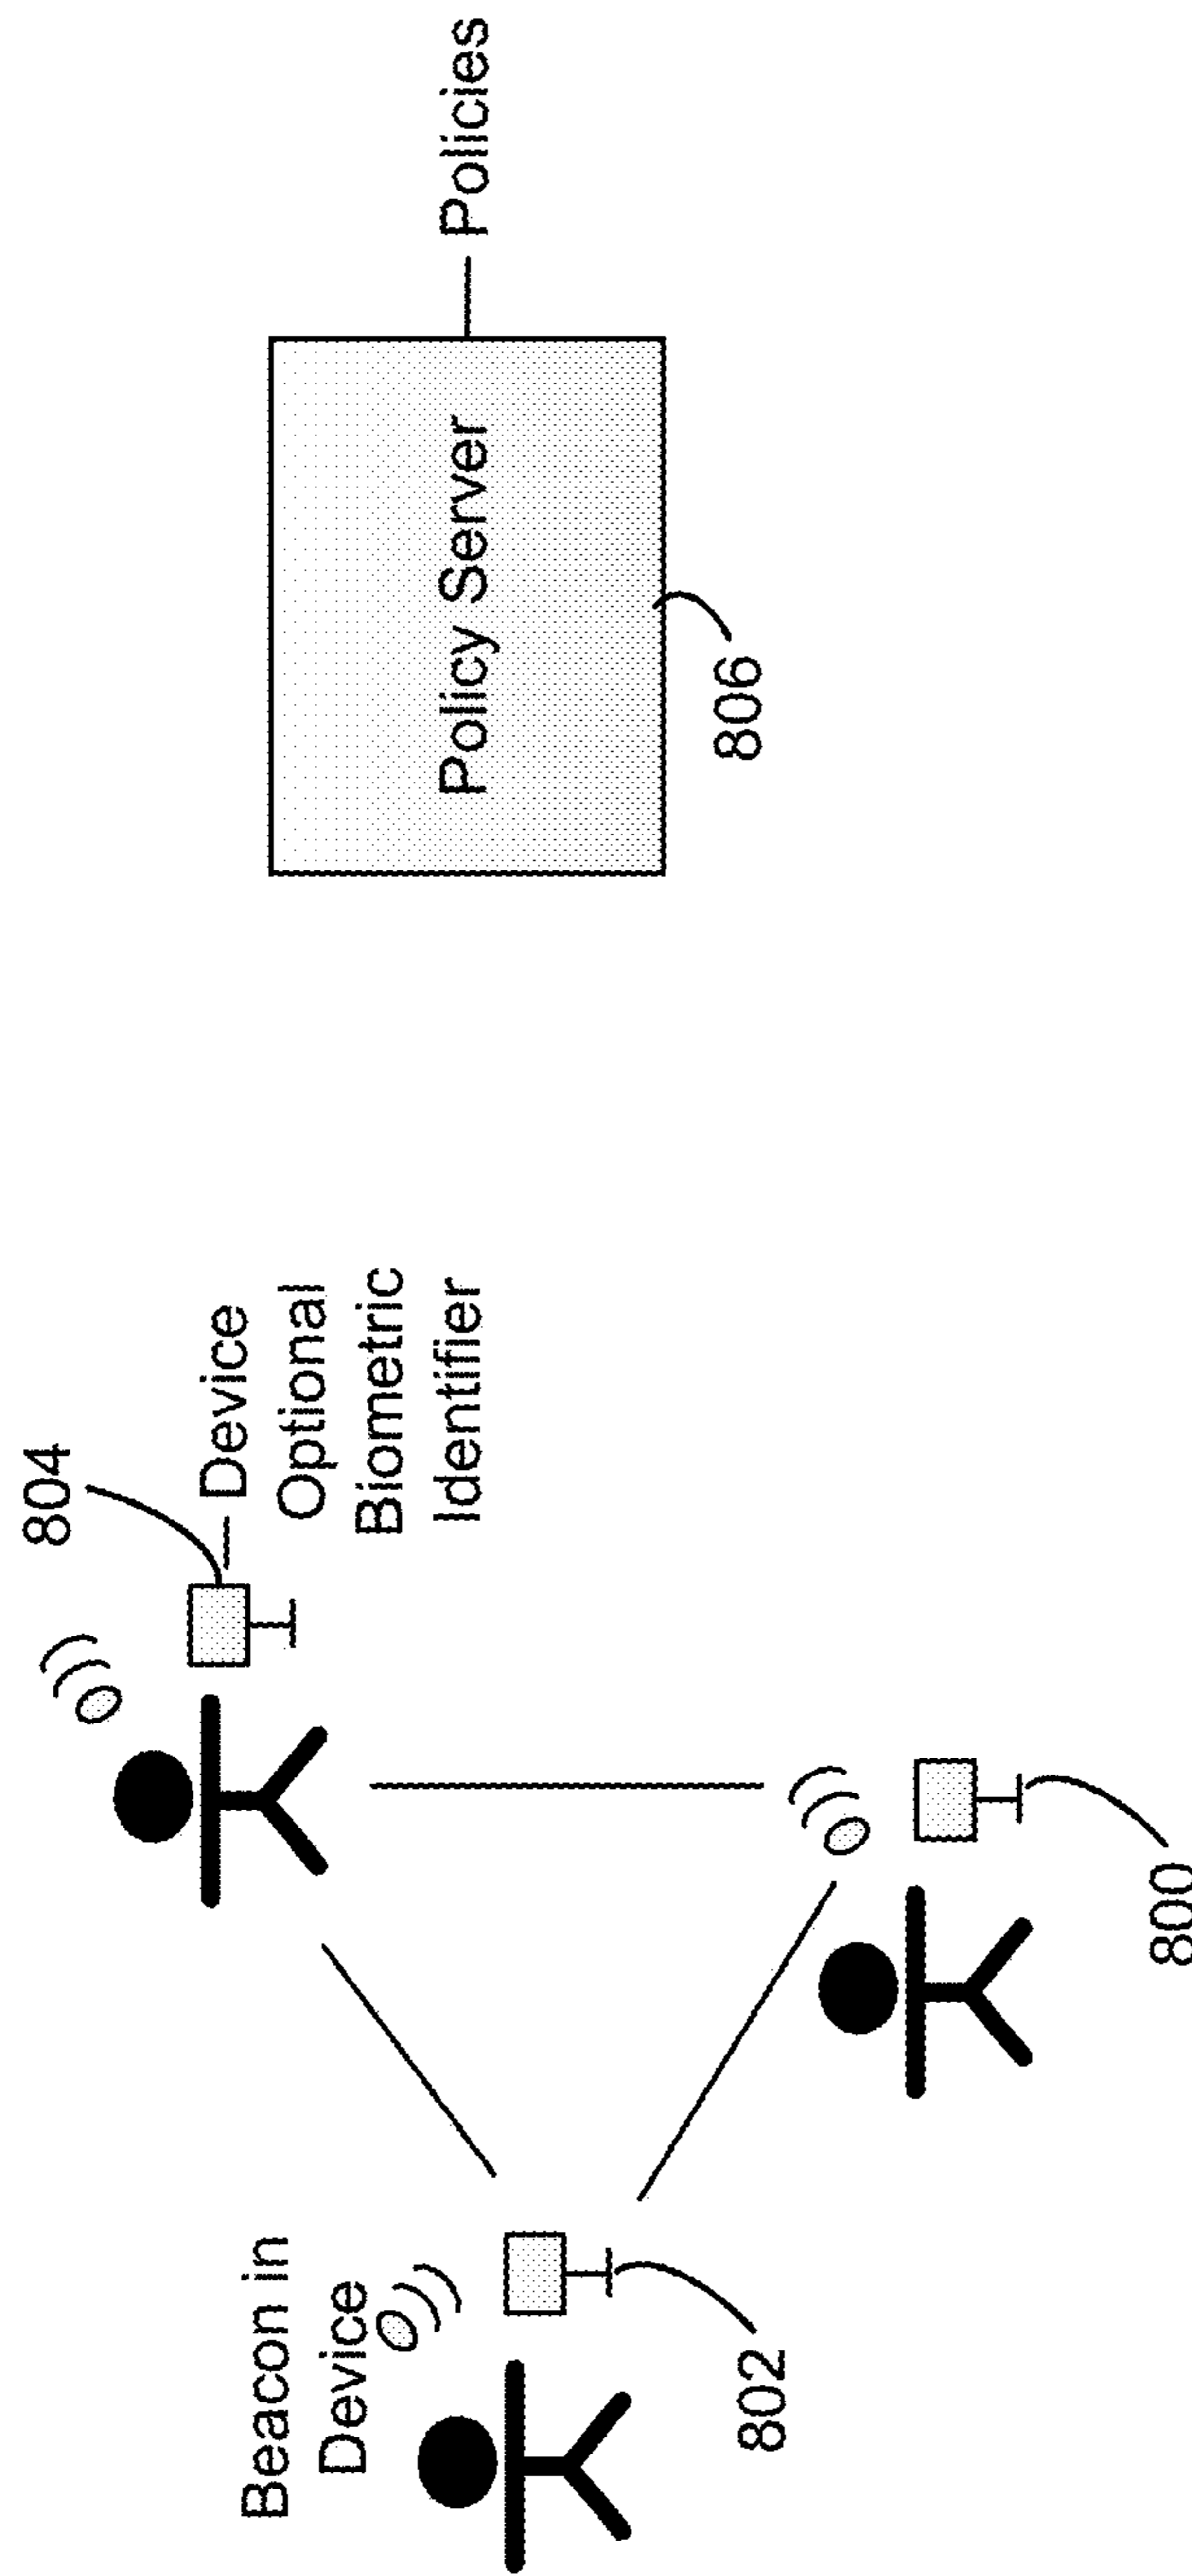 804
Device
Optional
Biometric
Identifier
Beacon in
Device
802
800
Policy Server
Policies
806